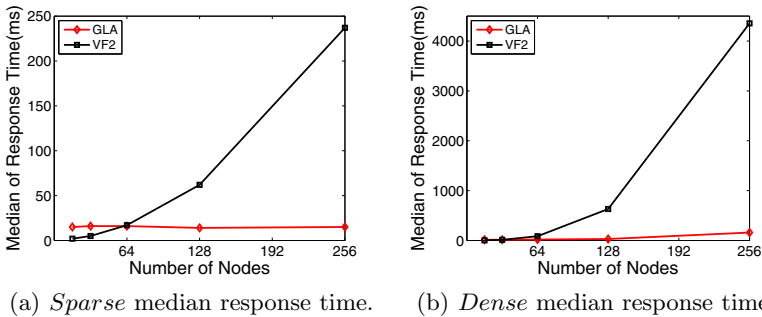 250
200
150
100
50
0
Median of Response Time(ms)
GLA
VF2
64 128 192 256
Number of Nodes
(a) Sparse median response time.
4000
3000
2000
1000
0
Median of Response Time(ms)
GLA
VF2
64 128 192 256
Number of Nodes
(b) Dense median response time